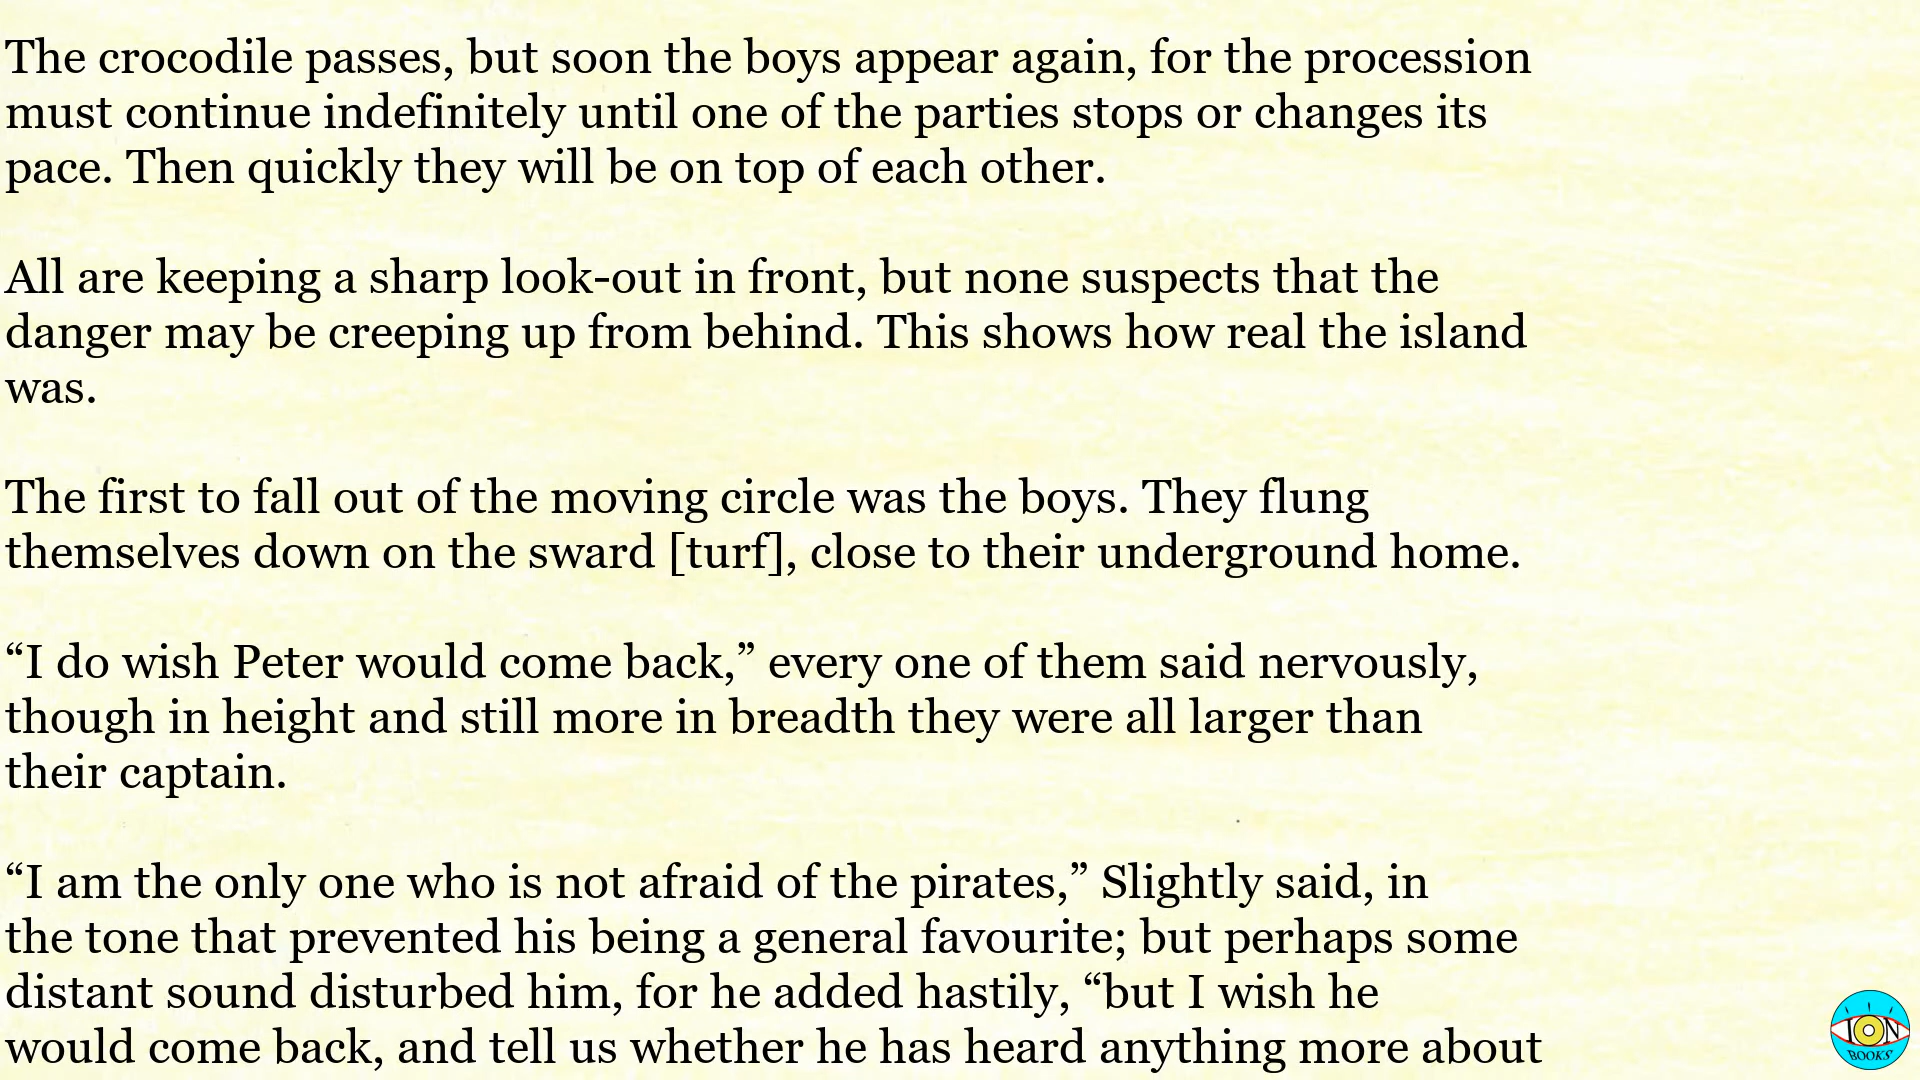 The crocodile passes, but soon the boys appear again, for the procession
must continue indefinitely until one of the parties stops or changes its
pace. Then quickly they will be on top of each other.
All are keeping a sharp look-out in front, but none suspects that the
danger may be creeping up from behind. This shows how real the island
was.
The first to fall out of the moving circle was the boys. They flung
themselves down on the sward [turf], close to their underground home.
“I do wish Peter would come back,” every one of them said nervously,
though in height and still more in breadth they were all larger than
their captain.
“I am the only one who is not afraid of the pirates,” Slightly said, in
the tone that prevented his being a general favourite; but perhaps some
distant sound disturbed him, for he added hastily, “but I wish he
would come back, and tell us whether he has heard anything more about
ION
BOOKS